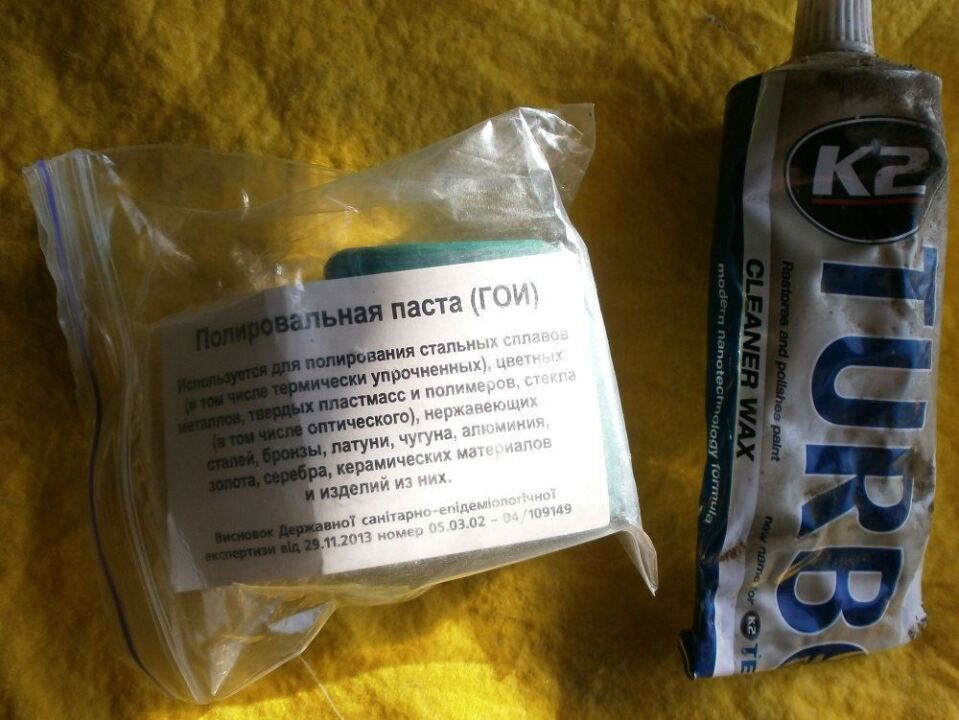 Полировальная паста (ГОИ)
Используется для полирования стальных сплавов
(в том числе термически упрочненных), цветных
металлов, твердых пластмасс и полимеров, стекла
(в том числе оптического), нержавеющих
сталей, бронзы, латуни, чугуна, алюминия,
золота, серебра, керамических материалов
и изделий из них.
Висновок Державної санітарно-епідеміологічної
експертизи від 29.11.2013 номер 05.03.02 – 04/109149
K2
TURBO
Restores and polishes paint
CLEANER WAX
modern nanotechnology formula
new name for K2 TE